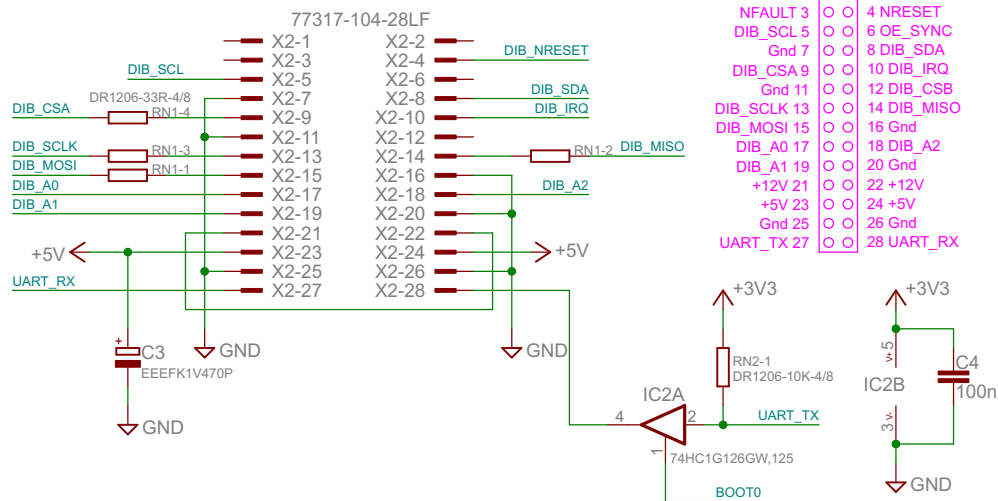 77317-104-28LF
NFAULT 3 4 NRESET
DIB_SCL 5 6 OE_SYNC
Gnd 7 8 DIB_SDA
DIB_CSA 9 10 DIB_IRQ
Gnd 11 12 DIB_CSB
DIB_SCLK 13 14 DIB_MISO
DIB_MOSI 15 16 Gnd
DIB_A0 17 18 DIB_A2
DIB_A1 19 20 Gnd
+12V 21 22 +12V
+5V 23 24 +5V
Gnd 25 26 Gnd
UART_TX 27 28 UART_RX
X2-1 X2-2
X2-3 X2-4 DIB_NRESET
DIB_SCL X2-5 X2-6
X2-7 X2-8 DIB_SDA
DR1206-33R-4/8
DIB_CSA RN1-4 X2-9 X2-10 DIB_IRQ
X2-11 X2-12
DIB_SCLK RN1-3 X2-13 X2-14 RN1-2 DIB_MISO
DIB_MOSI RN1-1 X2-15 X2-16
DIB_A0 X2-17 X2-18 DIB_A2
DIB_A1 X2-19 X2-20
X2-21 X2-22
+5V X2-23 X2-24 +5V
X2-25 X2-26
UART_RX X2-27 X2-28
+
C3
EEEFK1V470P
GND
GND
GND
+3V3
RN2-1
DR1206-10K-4/8
IC2A
4 2
1
UART_TX
74HC1G126GW,125
BOOT0
+3V3
V+ 5
IC2B
3 V-
C4
100n
GND